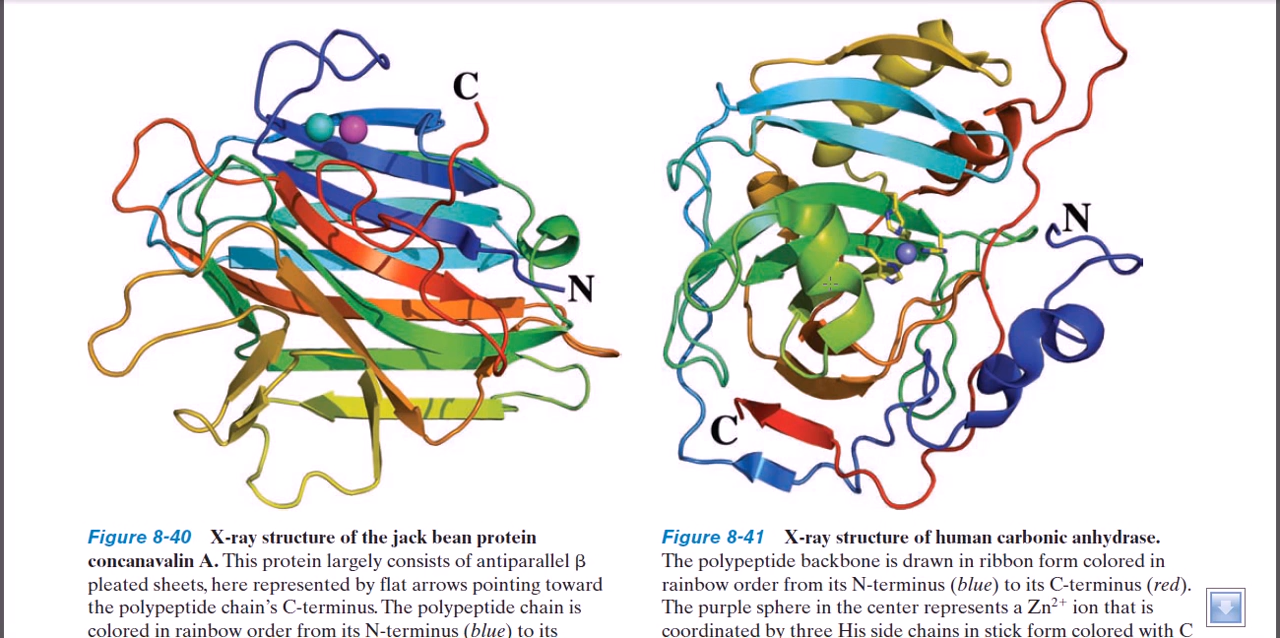 C
N
N
C
Figure 8-40 X-ray structure of the jack bean protein
concanavalin A. This protein largely consists of antiparallel β
pleated sheets, here represented by flat arrows pointing toward
the polypeptide chain's C-terminus. The polypeptide chain is
colored in rainbow order from its N-terminus (blue) to its
Figure 8-41 X-ray structure of human carbonic anhydrase.
The polypeptide backbone is drawn in ribbon form colored in
rainbow order from its N-terminus (blue) to its C-terminus (red).
The purple sphere in the center represents a Zn²⁺ ion that is
coordinated by three His side chains in stick form colored with C